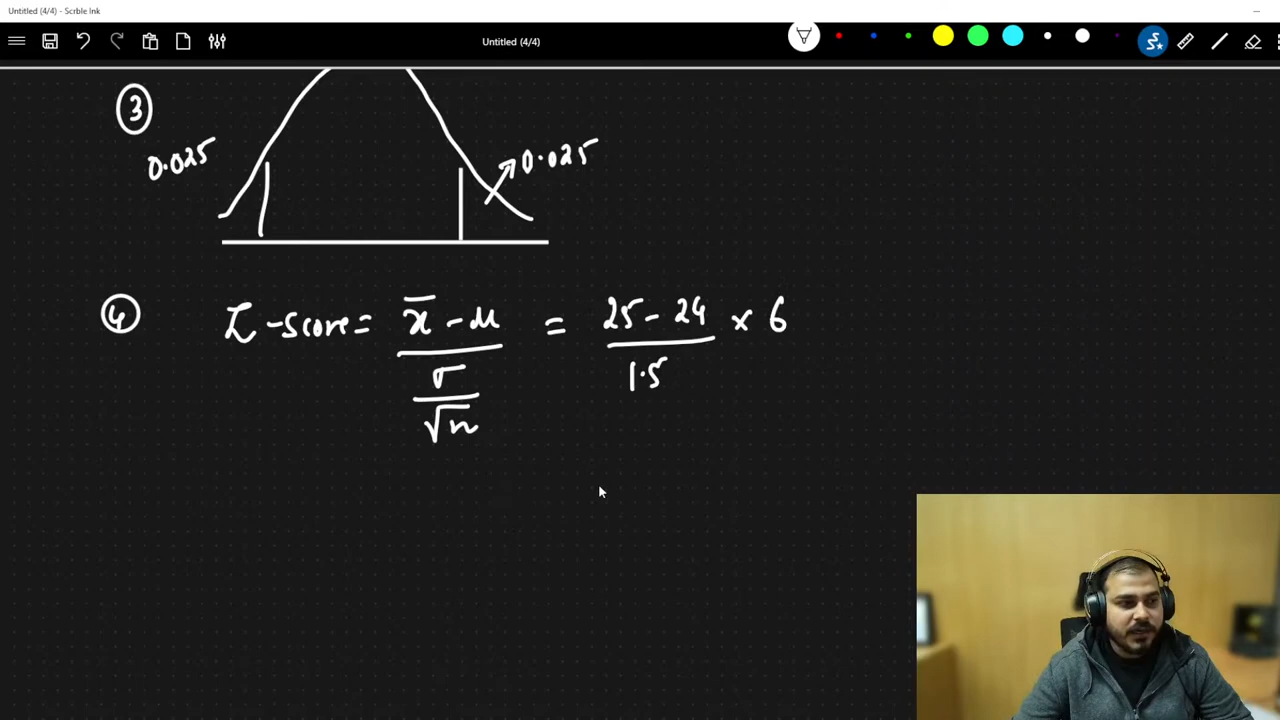 Untitled (4/4) - Scrble Ink
Untitled (4/4)
3
0.025
0.025
4
Z-score = x̄ - μ / σ / √n = 25 - 24 / 1.5 × 6